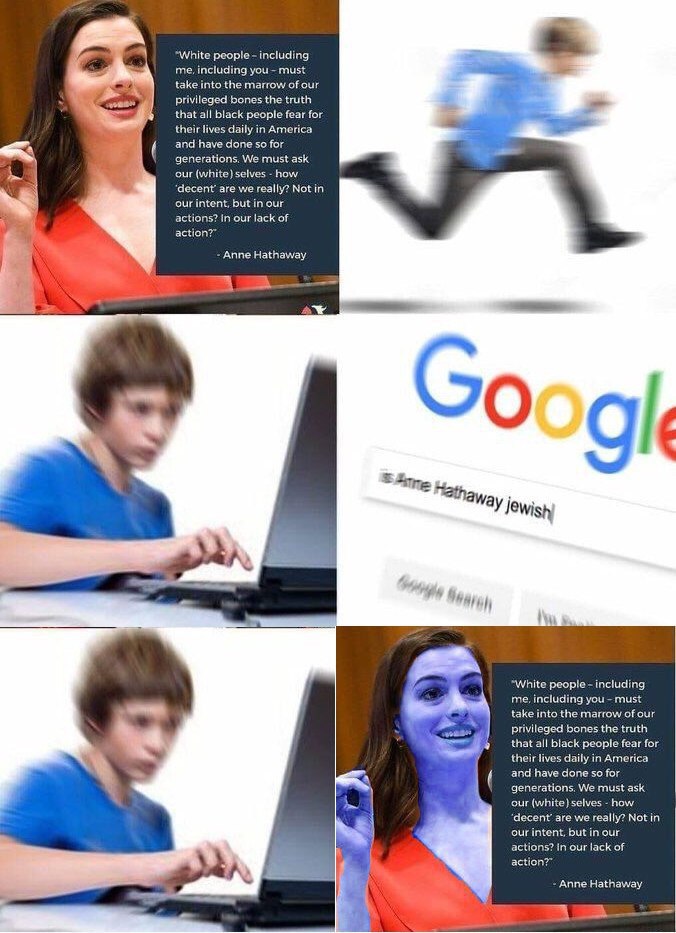 "White people – including
me, including you – must
take into the marrow of our
privileged bones the truth
that all black people fear for
their lives daily in America
and have done so for
generations. We must ask
our (white) selves - how
'decent' are we really? Not in
our intent, but in our
actions? In our lack of
action?"
- Anne Hathaway
Google
is Anne Hathaway jewish
Google Search
I'm
"White people – including
me, including you – must
take into the marrow of our
privileged bones the truth
that all black people fear for
their lives daily in America
and have done so for
generations. We must ask
our (white) selves - how
'decent' are we really? Not in
our intent, but in our
actions? In our lack of
action?"
- Anne Hathaway